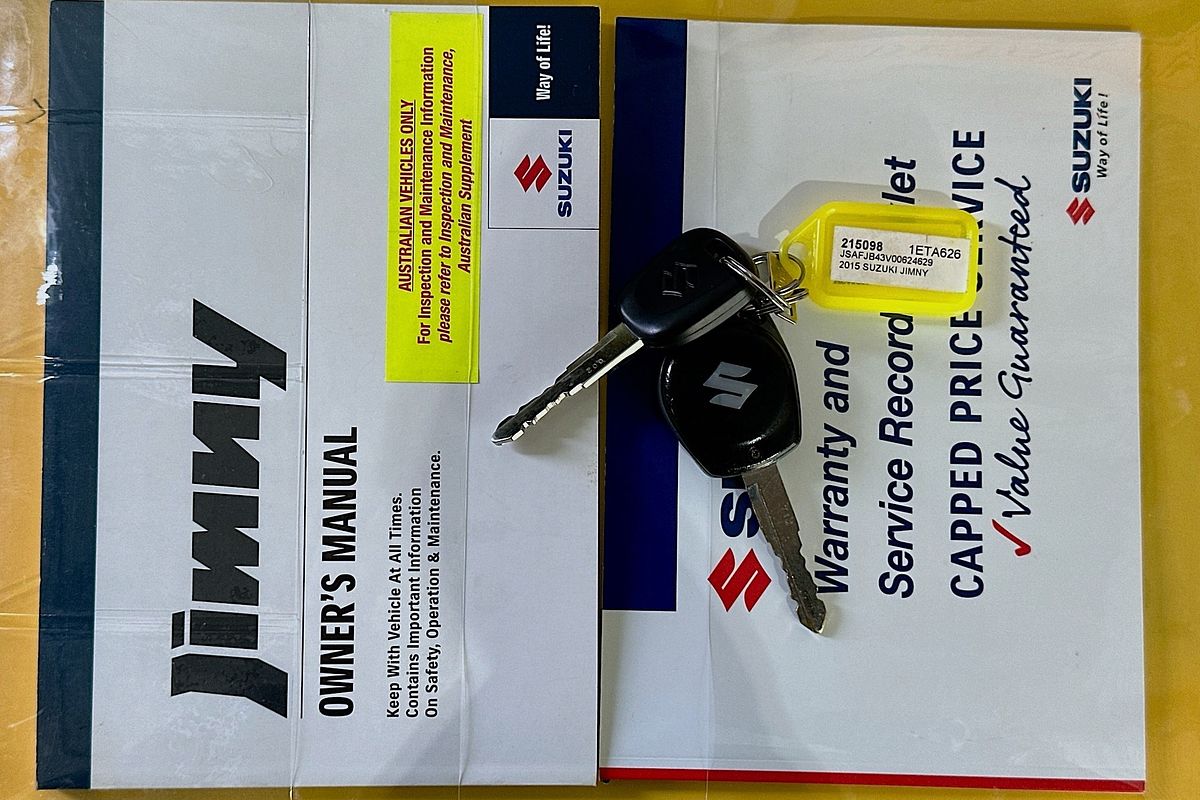 Jimny
OWNER'S MANUAL
Keep With Vehicle At All Times.
Contains Important Information
On Safety, Operation & Maintenance.
AUSTRALIAN VEHICLES ONLY
For Inspection and Maintenance Information
please refer to Inspection and Maintenance,
Australian Supplement
Way of Life!
SUZUKI
Warranty and
Service Record
CAPPED PRICE
Value Guaranteed
SUZUKI
Way of Life!
215098 1ETA626
JSAFJB43V00624629
2015 SUZUKI JIMNY